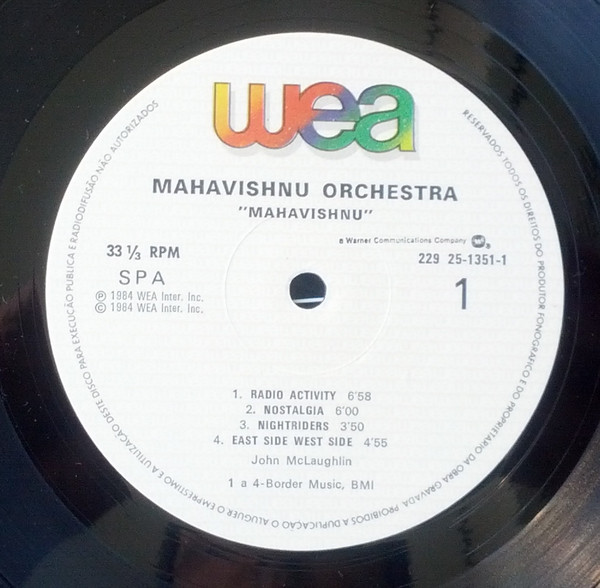 wea
MAHAVISHNU ORCHESTRA
"MAHAVISHNU"
a Warner Communications Company W®
33 1/3 RPM
229 25-1351-1
SPA
1
℗ 1984 WEA Inter. Inc.
© 1984 WEA Inter. Inc.
1. RADIO ACTIVITY 6'58
2. NOSTALGIA 6'00
3. NIGHTRIDERS 3'50
4. EAST SIDE WEST SIDE 4'55
John McLaughlin
1 a 4-Border Music, BMI
RESERVADOS TODOS OS DIREITOS DO PRODUTOR FONOGRÁFICO E DO PROPRIETÁRIO DA OBRA GRAVADA. PROIBIDOS A DUPLICAÇÃO O ALUGUER O EMPRÉSTIMO E A UTILIZAÇÃO DESTE DISCO PARA EXECUÇÃO PUBLICA E RADIODIFUSÃO NÃO AUTORIZADOS